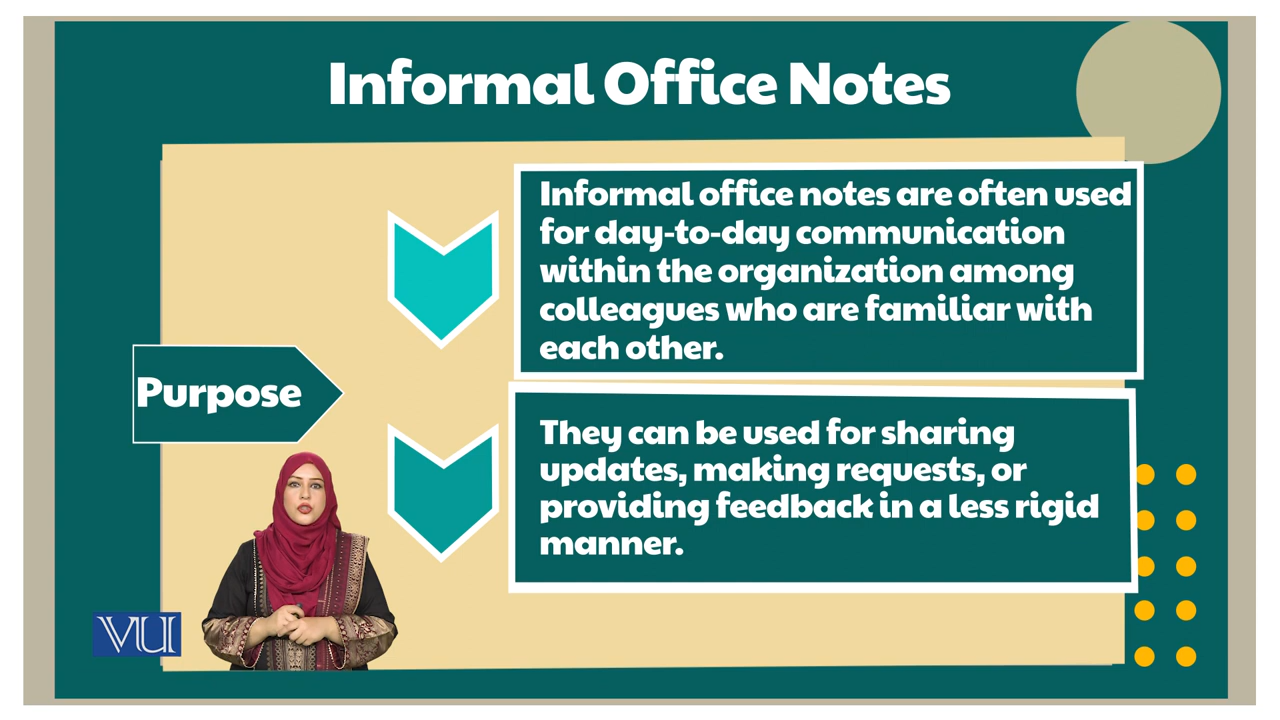 Informal Office Notes
Informal office notes are often used
for day-to-day communication
within the organization among
colleagues who are familiar with
each other.
Purpose
They can be used for sharing
updates, making requests, or
providing feedback in a less rigid
manner.
VU